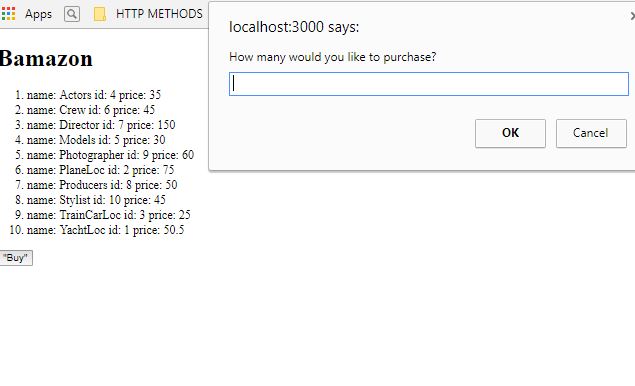 Apps HTTP METHODS
localhost:3000 says:
How many would you like to purchase?
OK Cancel
Bamazon
1. name: Actors id: 4 price: 35
2. name: Crew id: 6 price: 45
3. name: Director id: 7 price: 150
4. name: Models id: 5 price: 30
5. name: Photographer id: 9 price: 60
6. name: PlaneLoc id: 2 price: 75
7. name: Producers id: 8 price: 50
8. name: Stylist id: 10 price: 45
9. name: TrainCarLoc id: 3 price: 25
10. name: YachtLoc id: 1 price: 50.5
"Buy"